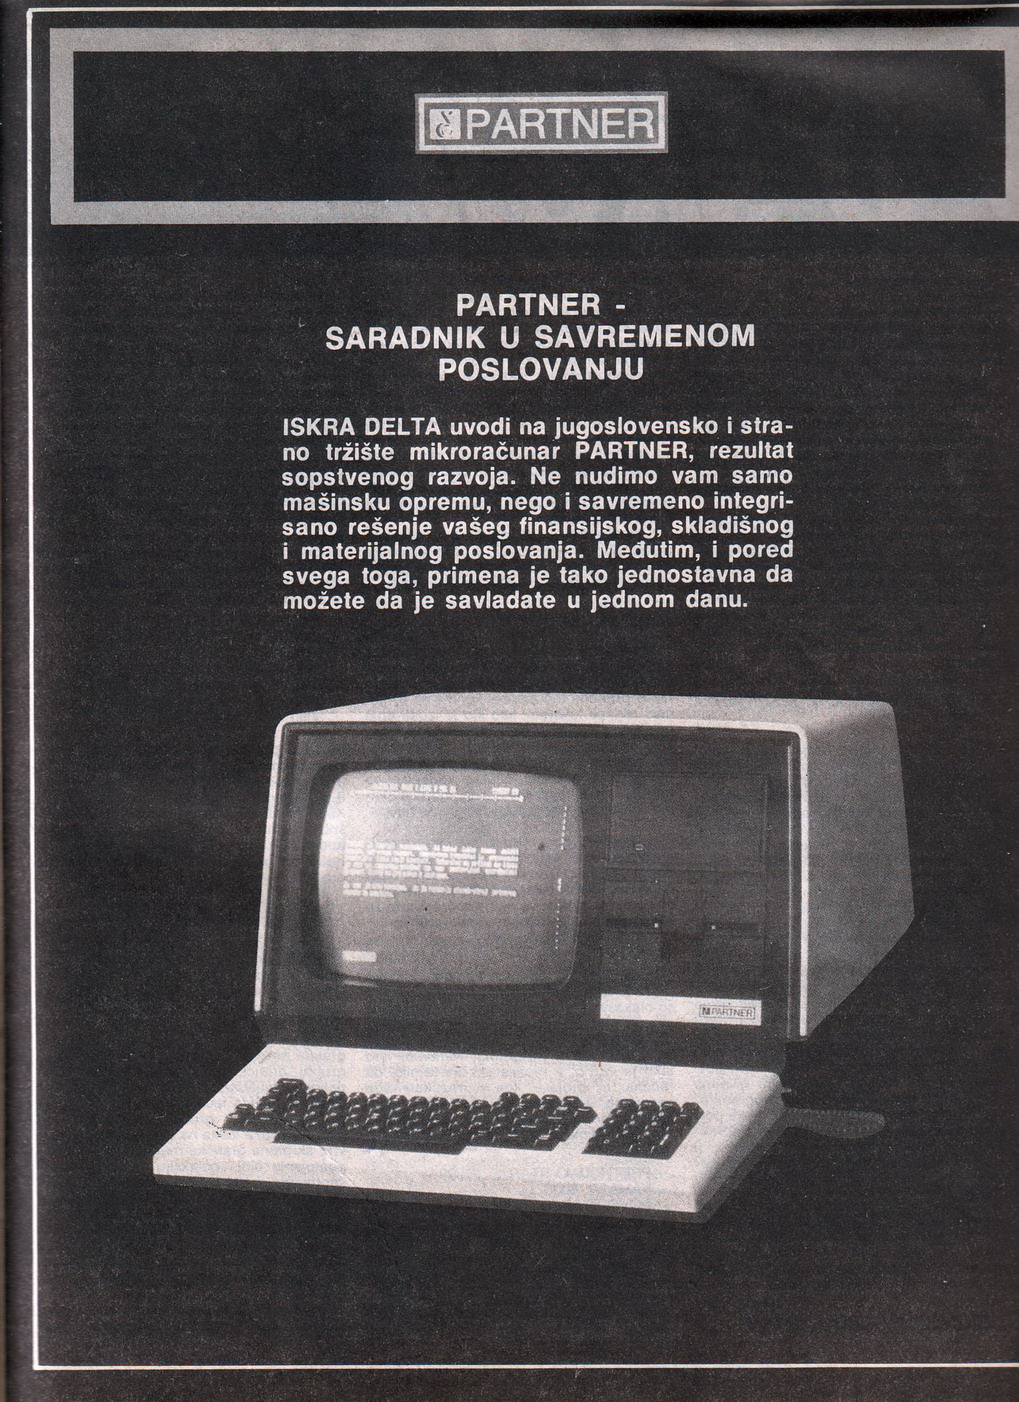 PARTNER
PARTNER -
SARADNIK U SAVREMENOM
POSLOVANJU
ISKRA DELTA uvodi na jugoslovensko i stra-
no tržište mikroračunar PARTNER, rezultat
sopstvenog razvoja. Ne nudimo vam samo
mašinsku opremu, nego i savremeno integri-
sano rešenje vašeg finansijskog, skladišnog
i materijalnog poslovanja. Međutim, i pored
svega toga, primena je tako jednostavna da
možete da je savladate u jednom danu.
PARTNER